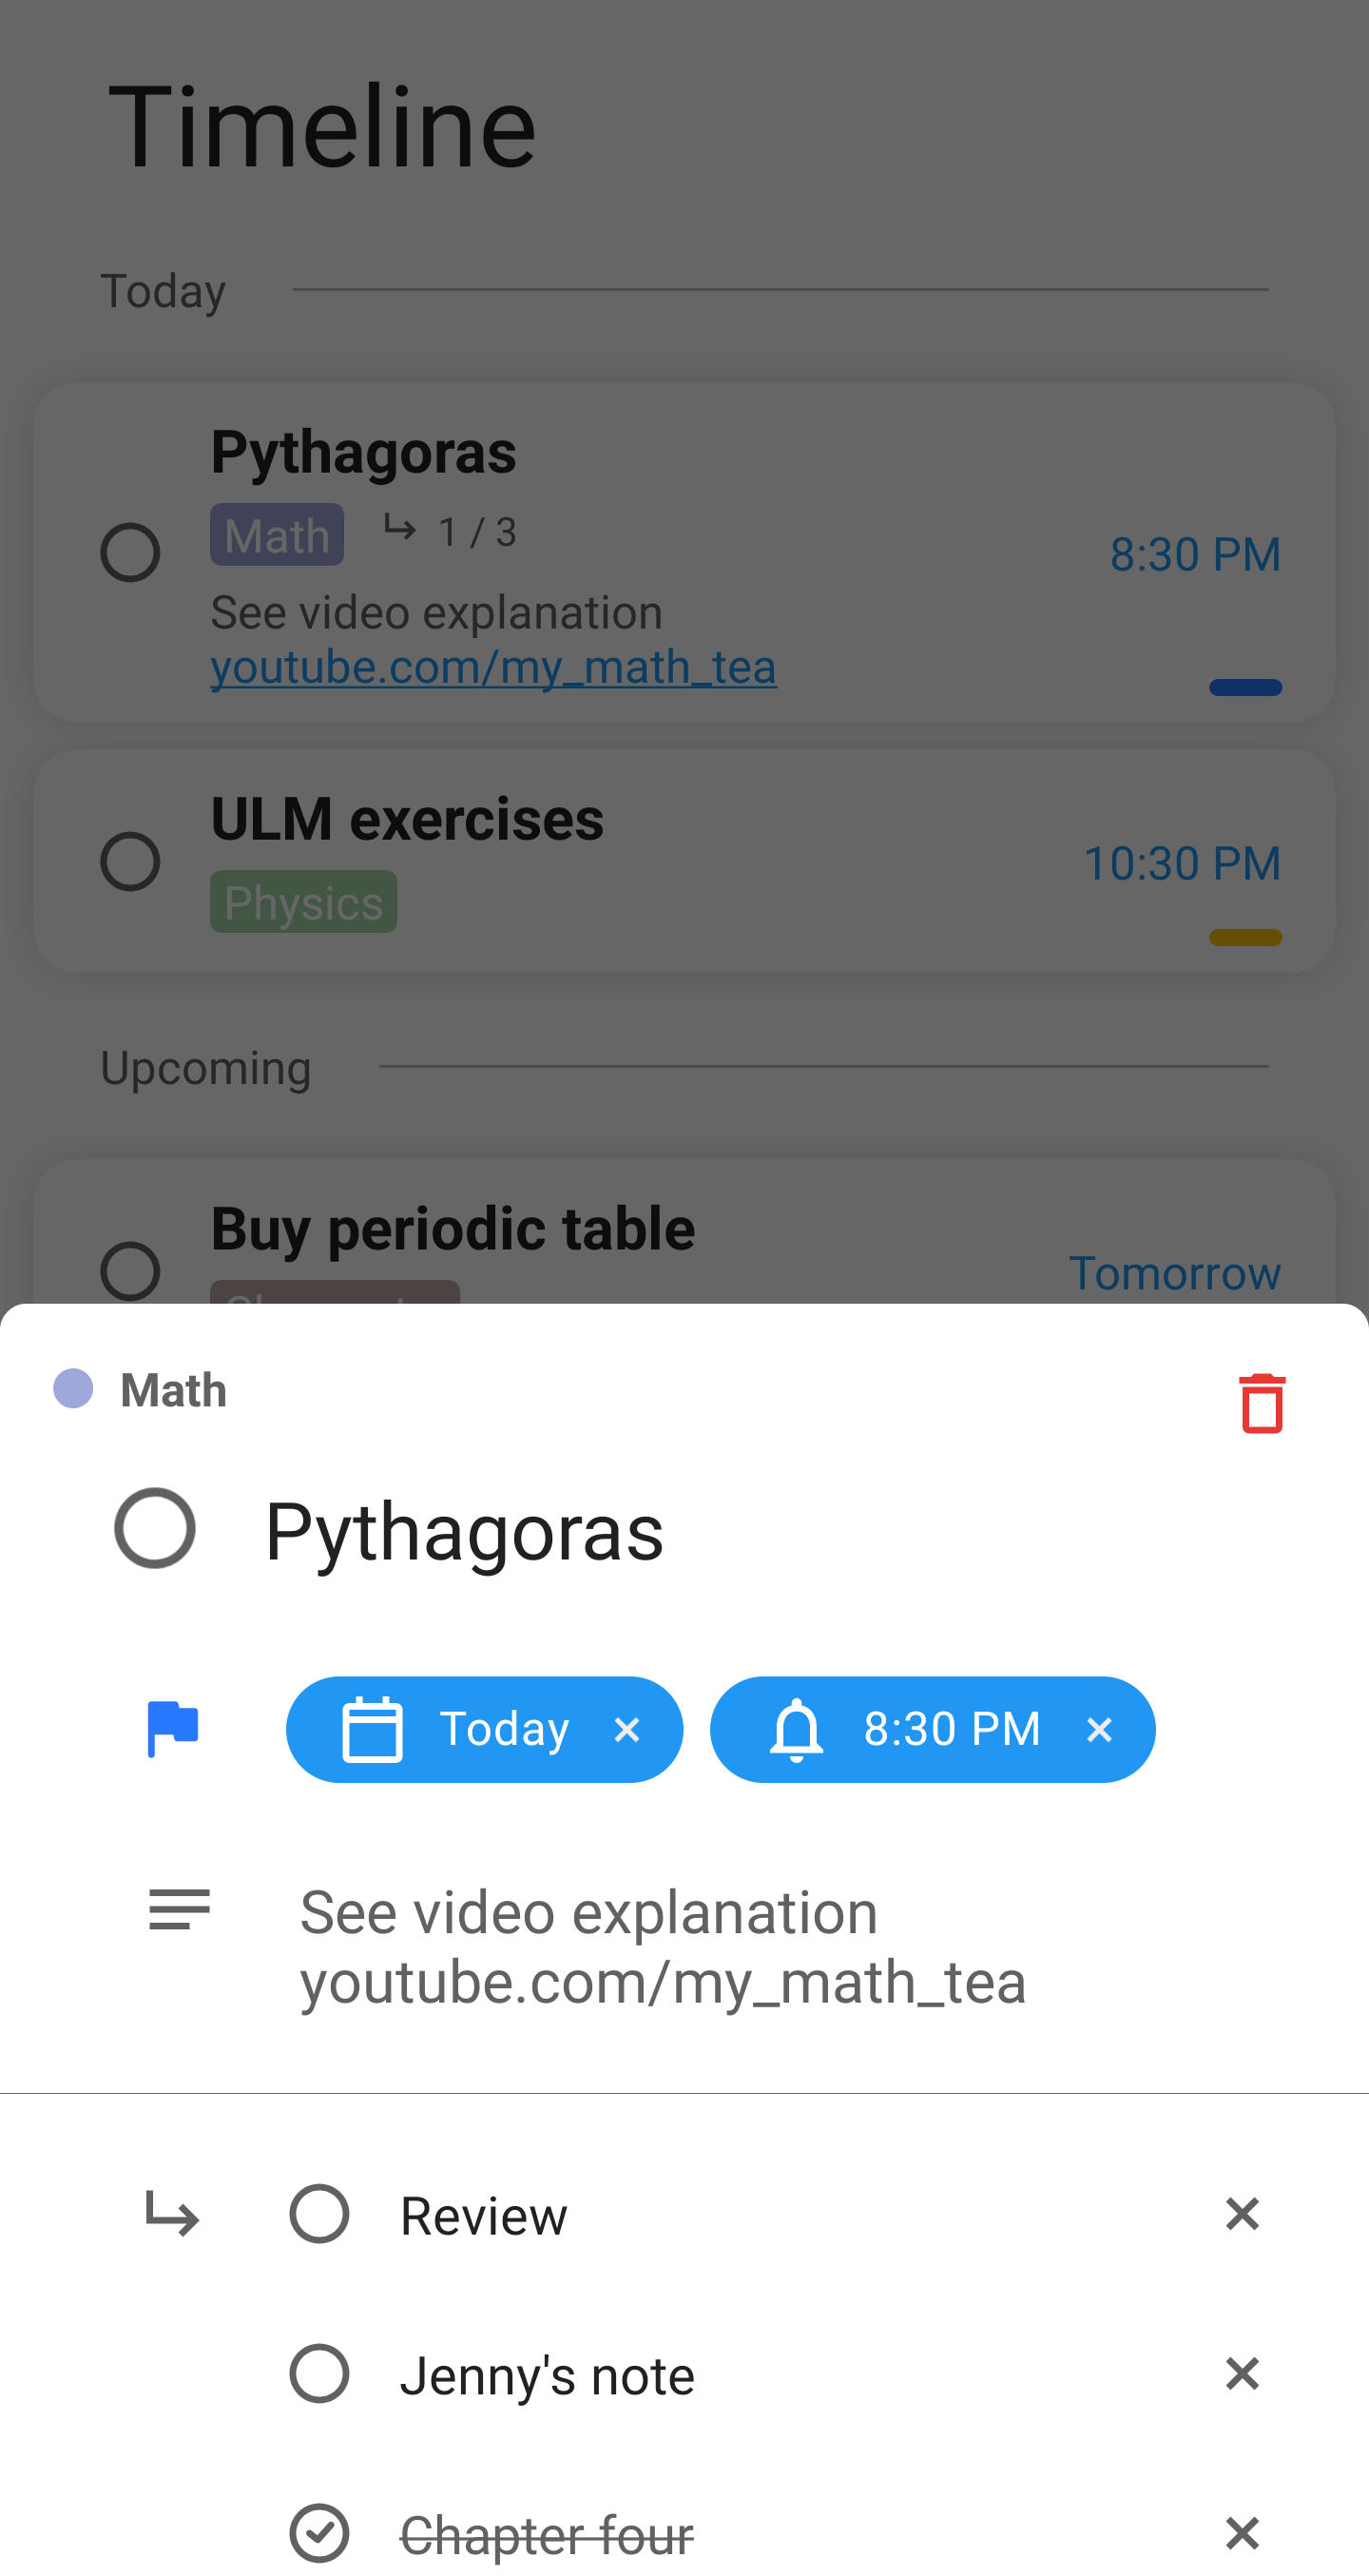 Timeline
Today
Pythagoras
Math 1 / 3
8:30 PM
See video explanation
youtube.com/my_math_tea
ULM exercises
Physics
10:30 PM
Upcoming
Buy periodic table
Tomorrow
Math
Pythagoras
Today 8:30 PM
See video explanation
youtube.com/my_math_tea
Review
Jenny's note
Chapter four